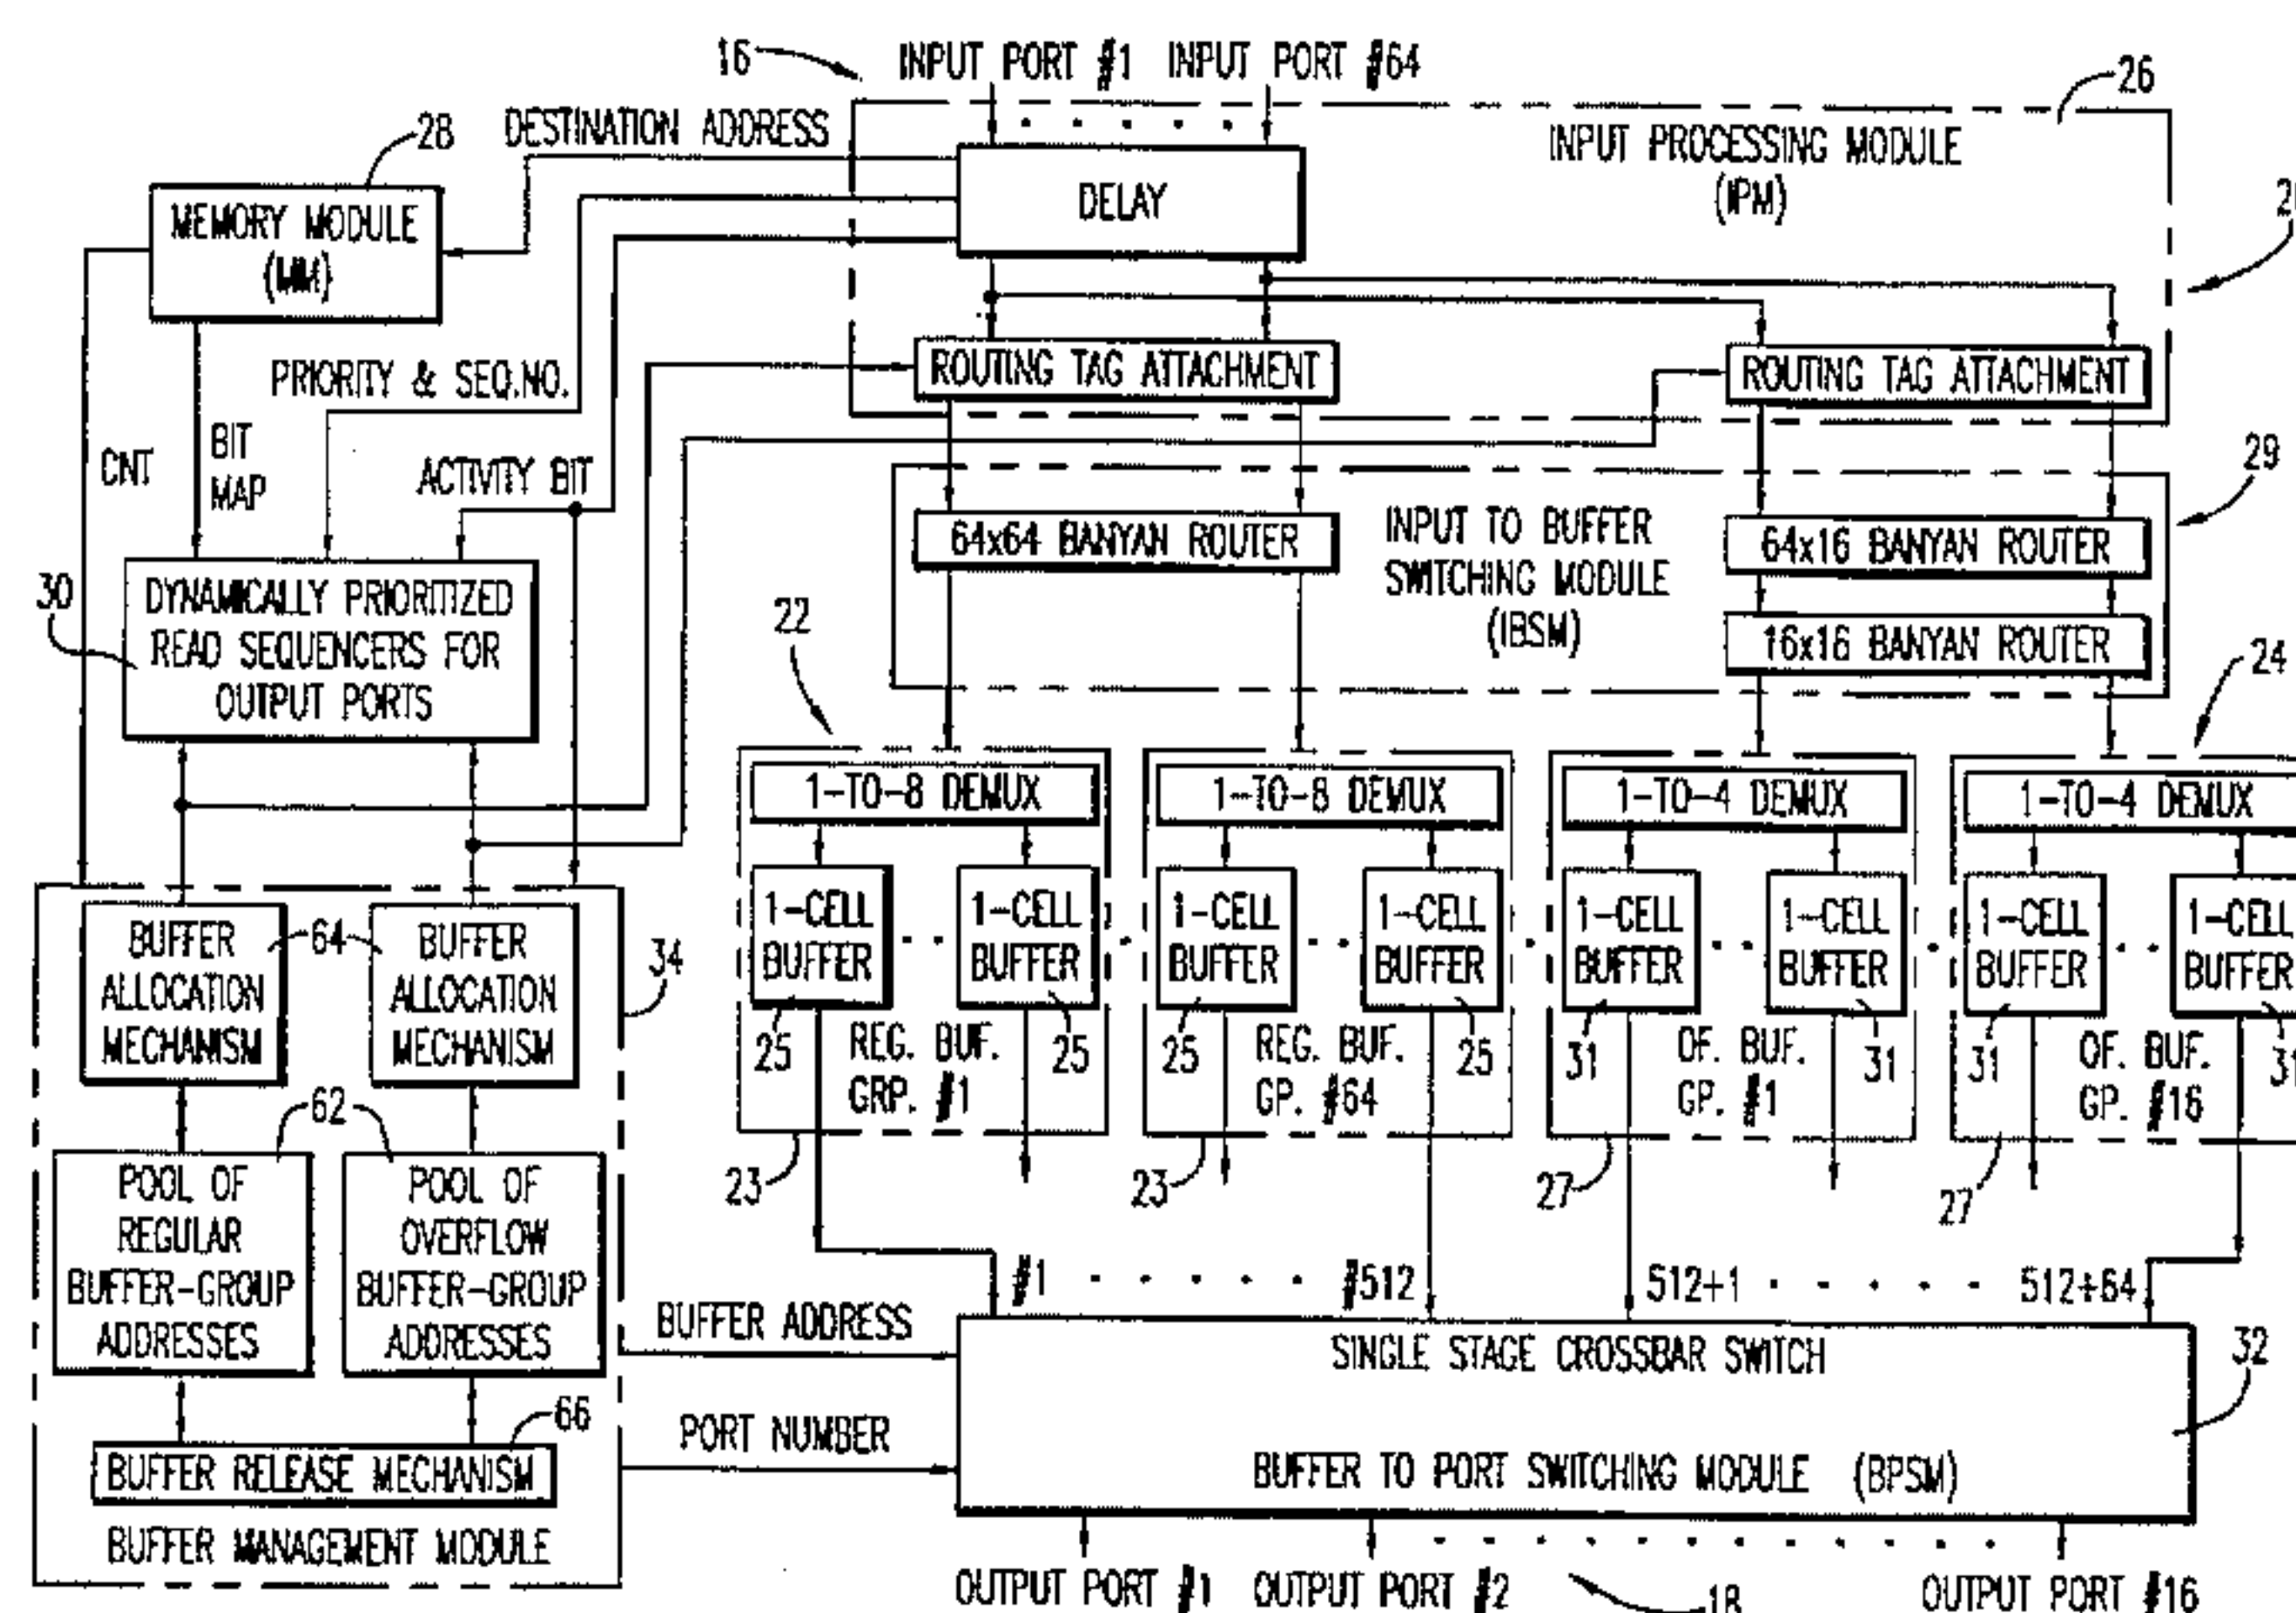 16
INPUT PORT #1 INPUT PORT #64
26
28
DESTINATION ADDRESS
INPUT PROCESSING MODULE
(IPM)
MEMORY MODULE
(MM)
DELAY
PRIORITY & SEQ.NO.
ROUTING TAG ATTACHMENT
ROUTING TAG ATTACHMENT
CNT
BIT
MAP
ACTIVITY BIT
29
64x64 BANYAN ROUTER
INPUT TO BUFFER
SWITCHING MODULE
(IBSM)
64x16 BANYAN ROUTER
16x16 BANYAN ROUTER
30
DYNAMICALLY PRIORITIZED
READ SEQUENCERS FOR
OUTPUT PORTS
22
24
1-TO-8 DEMUX
1-TO-8 DEMUX
1-TO-4 DEMUX
1-TO-4 DEMUX
1-CELL
BUFFER
1-CELL
BUFFER
1-CELL
BUFFER
1-CELL
BUFFER
1-CELL
BUFFER
1-CELL
BUFFER
1-CELL
BUFFER
1-CELL
BUFFER
25
REG. BUF.
GRP. #1
25
25
REG. BUF.
GP. #64
25
31
OF. BUF.
GP. #1
31
31
OF. BUF.
GP. #16
31
23
23
27
27
BUFFER
ALLOCATION
MECHANISM
64
BUFFER
ALLOCATION
MECHANISM
34
62
POOL OF
REGULAR
BUFFER-GROUP
ADDRESSES
POOL OF
OVERFLOW
BUFFER-GROUP
ADDRESSES
66
BUFFER RELEASE MECHANISM
BUFFER MANAGEMENT MODULE
BUFFER ADDRESS
PORT NUMBER
#1 . . . . . #512
512+1 . . . . . 512+64
SINGLE STAGE CROSSBAR SWITCH
32
BUFFER TO PORT SWITCHING MODULE (BPSM)
OUTPUT PORT #1 OUTPUT PORT #2
18
OUTPUT PORT #16